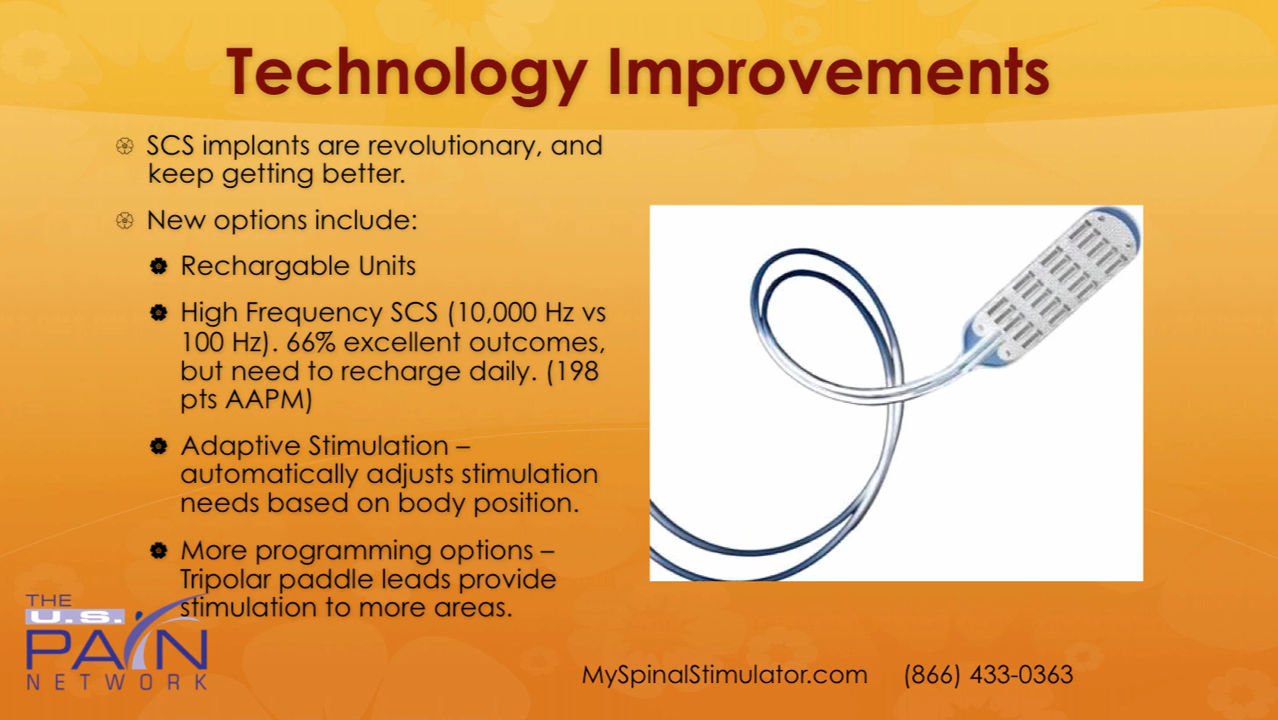 Technology Improvements
SCS implants are revolutionary, and
keep getting better.
New options include:
Rechargable Units
High Frequency SCS (10,000 Hz vs
100 Hz). 66% excellent outcomes,
but need to recharge daily. (198
pts AAPM)
Adaptive Stimulation –
automatically adjusts stimulation
needs based on body position.
More programming options –
Tripolar paddle leads provide
stimulation to more areas.
THE
U.S.
PAIN
NETWORK
MySpinalStimulator.com (866) 433-0363